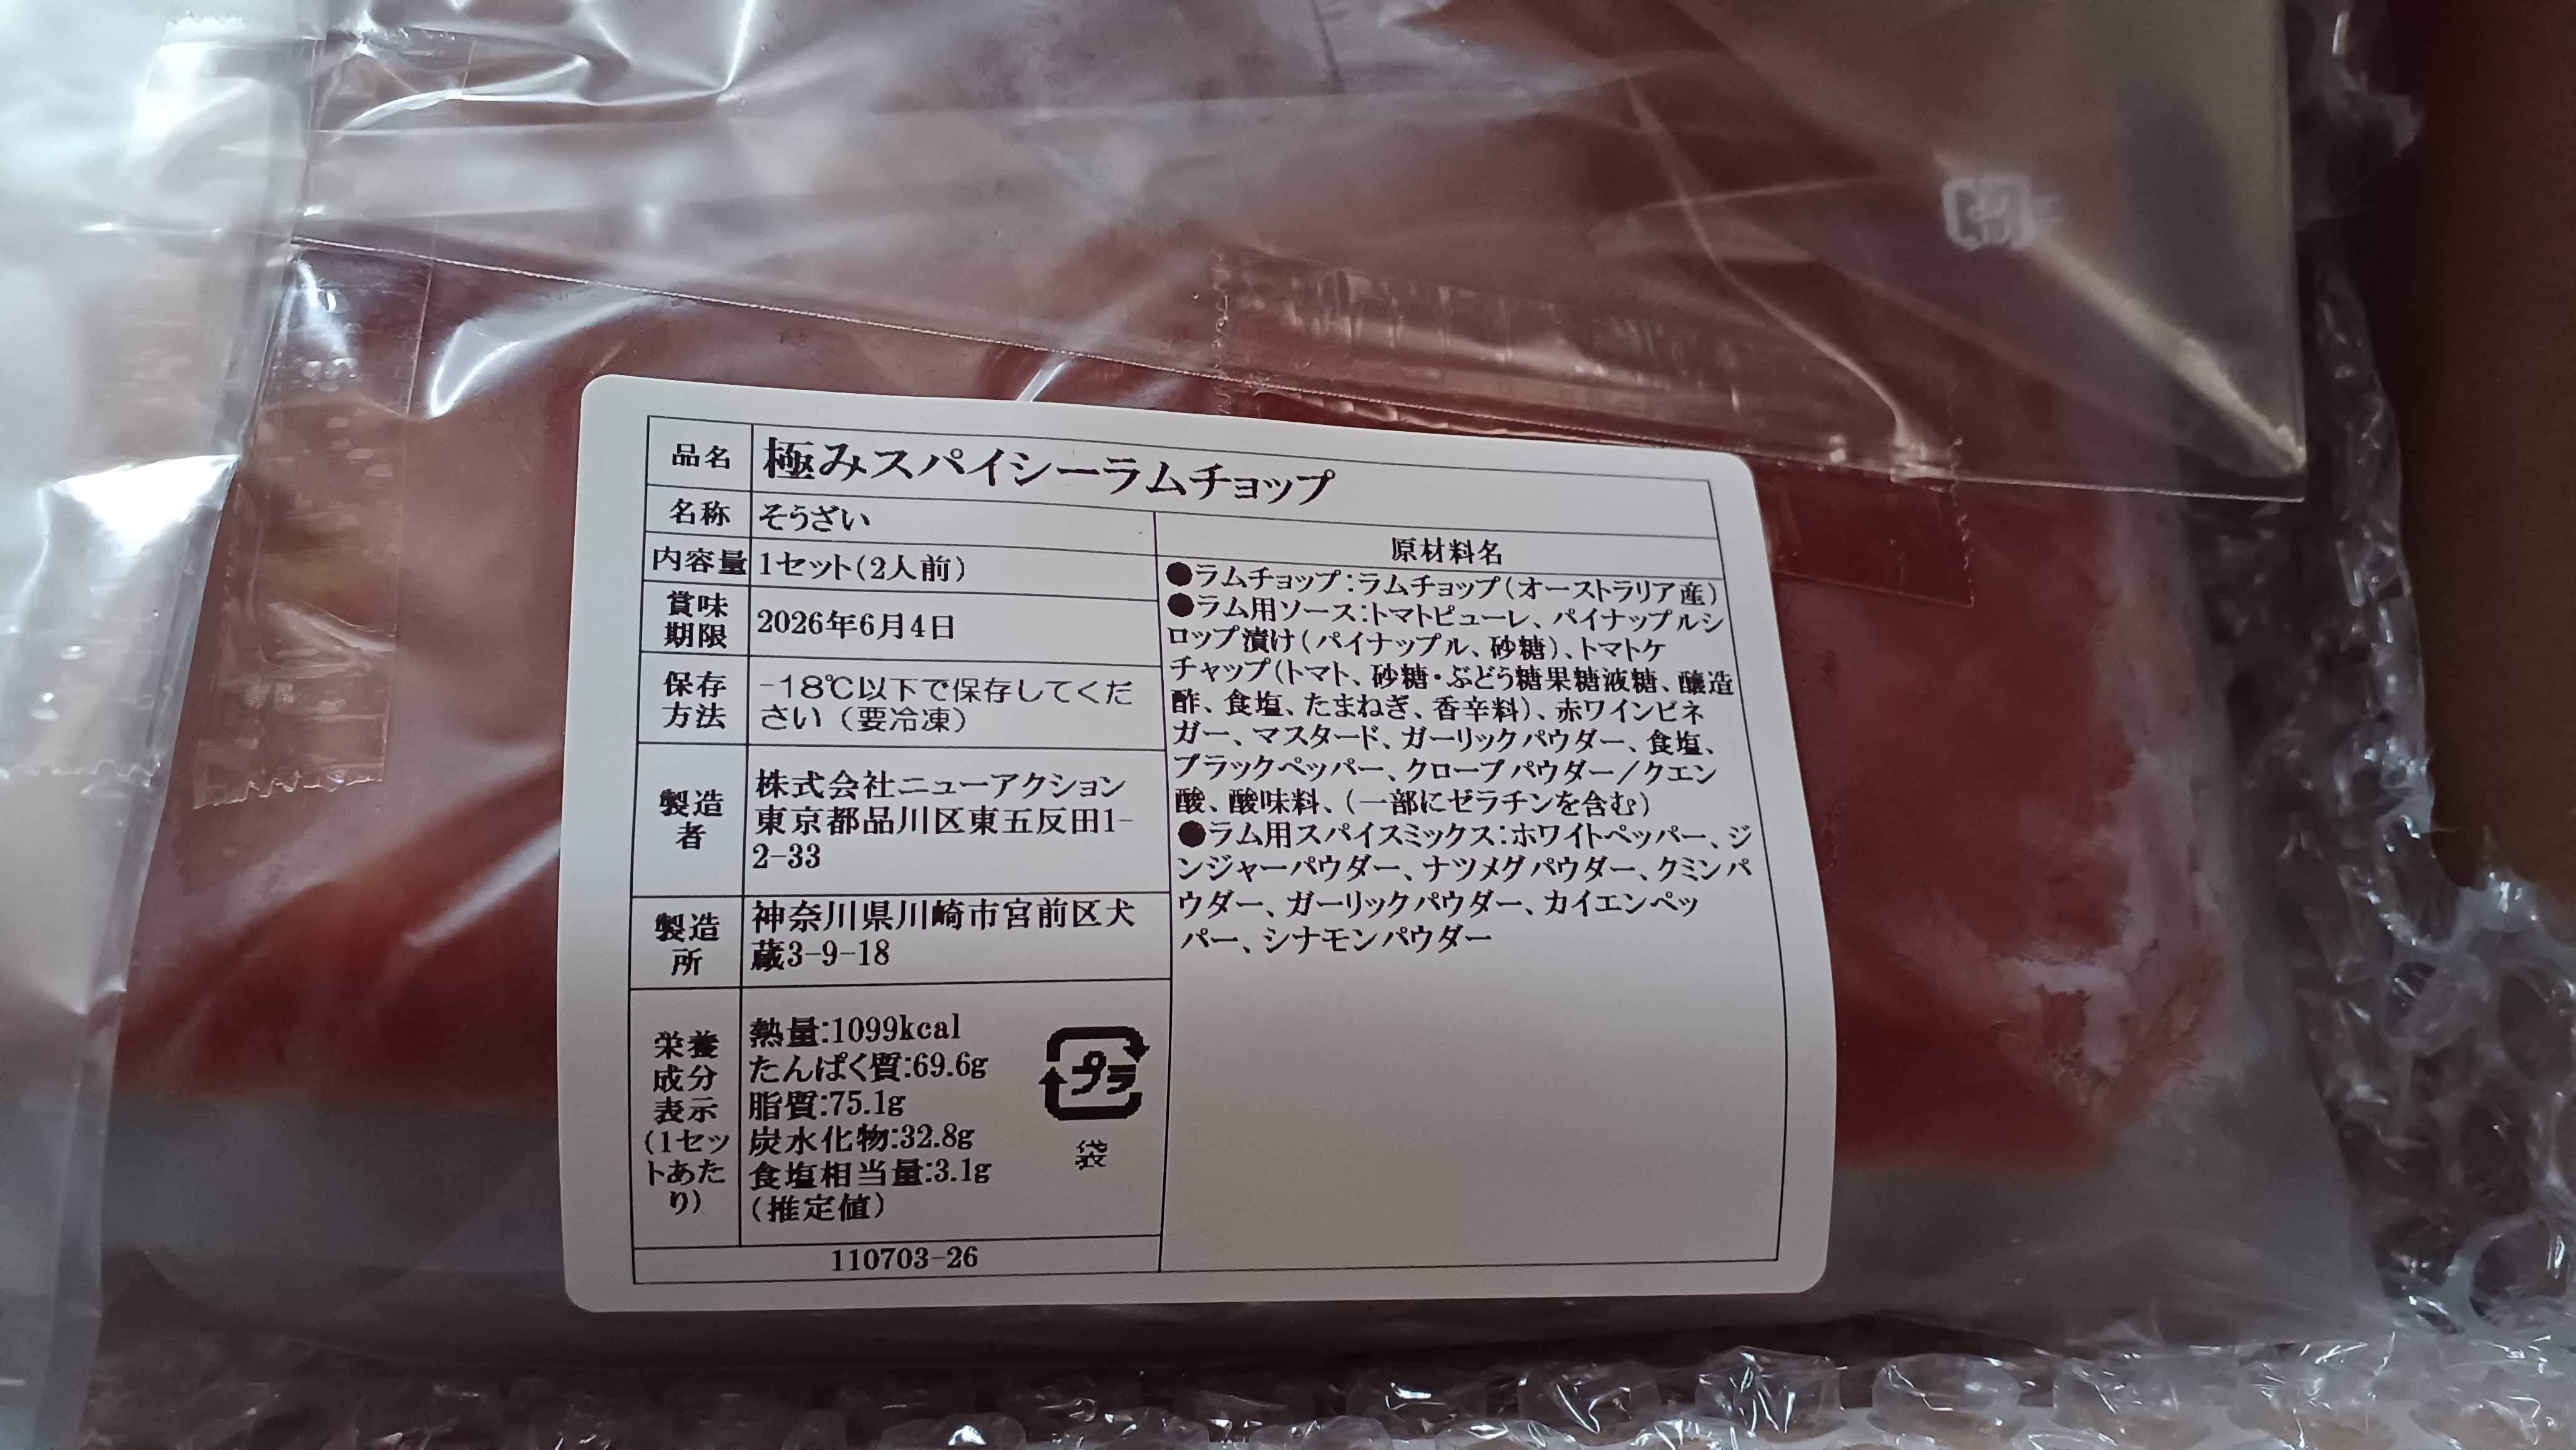 品名 極みスパイシーラムチョップ
名称 そうざい
内容量 1セット(2人前)
賞味
期限
2026年6月4日
保存
方法
-18℃以下で保存してくだ
さい（要冷凍）
製造
者
株式会社ニューアクション
東京都品川区東五反田1-
2-33
製造
所
神奈川県川崎市宮前区犬
蔵3-9-18
栄養
成分
表示
(1セッ
トあた
り)
熱量:1099kcal
たんぱく質:69.6g
脂質:75.1g
炭水化物:32.8g
食塩相当量:3.1g
(推定値)
プラ
袋
110703-26
原材料名
●ラムチョップ:ラムチョップ(オーストラリア産)
●ラム用ソース:トマトピューレ、パイナップルシ
ロップ漬け(パイナップル、砂糖)、トマトケ
チャップ(トマト、砂糖・ぶどう糖果糖液糖、醸造
酢、食塩、たまねぎ、香辛料)、赤ワインビネ
ガー、マスタード、ガーリックパウダー、食塩、
ブラックペッパー、クローブパウダー/クエン
酸、酸味料、(一部にゼラチンを含む)
●ラム用スパイスミックス:ホワイトペッパー、ジ
ンジャーパウダー、ナツメグパウダー、クミンパ
ウダー、ガーリックパウダー、カイエンペッ
パー、シナモンパウダー